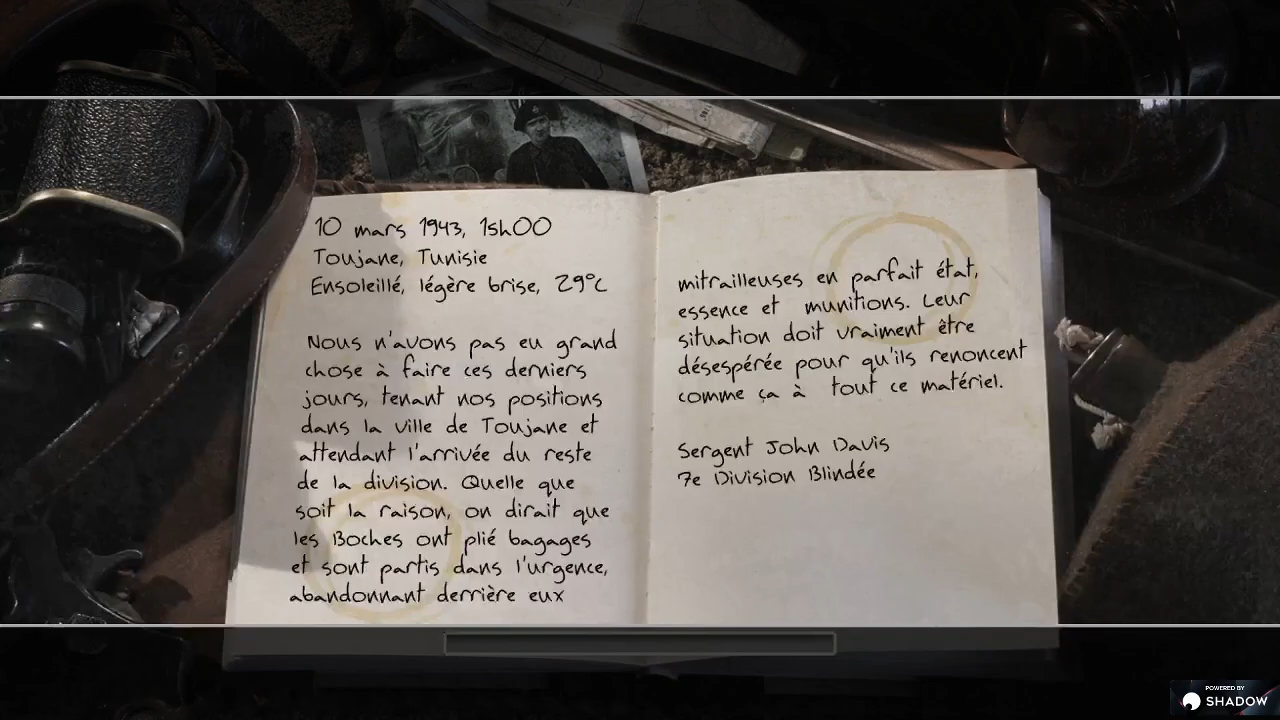 10 mars 1943, 15h00
Toujane, Tunisie
Ensoleillé, légère brise, 29°C
Nous n'avons pas eu grand
chose à faire ces derniers
jours, tenant nos positions
dans la ville de Toujane et
attendant l'arrivée du reste
de la division. Quelle que
soit la raison, on dirait que
les Boches ont plié bagages
et sont partis dans l'urgence,
abandonnant derrière eux
mitrailleuses en parfait état,
essence et munitions. Leur
situation doit vraiment être
désespérée pour qu'ils renoncent
comme ça à tout ce matériel.
Sergent John Davis
7e Division Blindée
POWERED BY
SHADOW